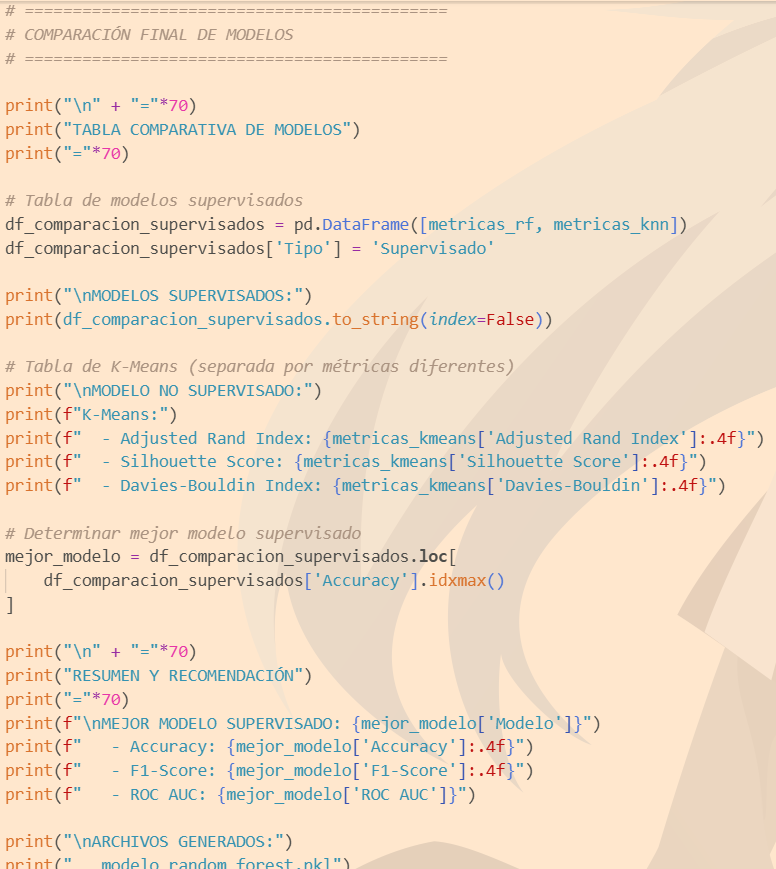 # ============================================
# COMPARACIÓN FINAL DE MODELOS
# ============================================
print("\n" + "="*70)
print("TABLA COMPARATIVA DE MODELOS")
print("="*70)
# Tabla de modelos supervisados
df_comparacion_supervisados = pd.DataFrame([metricas_rf, metricas_knn])
df_comparacion_supervisados['Tipo'] = 'Supervisado'
print("\nMODELOS SUPERVISADOS:")
print(df_comparacion_supervisados.to_string(index=False))
# Tabla de K-Means (separada por métricas diferentes)
print("\nMODELO NO SUPERVISADO:")
print(f"K-Means:")
print(f"  - Adjusted Rand Index: {metricas_kmeans['Adjusted Rand Index']:.4f}")
print(f"  - Silhouette Score: {metricas_kmeans['Silhouette Score']:.4f}")
print(f"  - Davies-Bouldin Index: {metricas_kmeans['Davies-Bouldin']:.4f}")
# Determinar mejor modelo supervisado
mejor_modelo = df_comparacion_supervisados.loc[
    df_comparacion_supervisados['Accuracy'].idxmax()
]
print("\n" + "="*70)
print("RESUMEN Y RECOMENDACIÓN")
print("="*70)
print(f"\nMEJOR MODELO SUPERVISADO: {mejor_modelo['Modelo']}")
print(f"   - Accuracy: {mejor_modelo['Accuracy']:.4f}")
print(f"   - F1-Score: {mejor_modelo['F1-Score']:.4f}")
print(f"   - ROC AUC: {mejor_modelo['ROC AUC']}")
print("\nARCHIVOS GENERADOS:")
print("   modelo_random_forest.pkl")